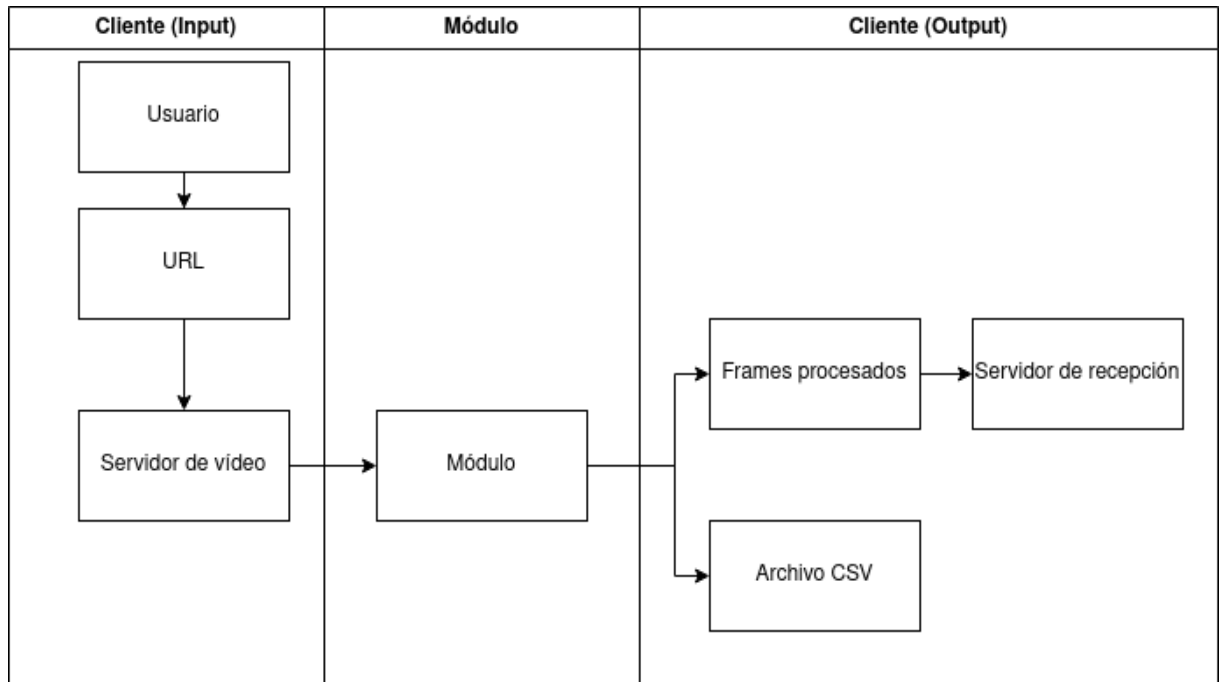 Cliente (Input)
Módulo
Cliente (Output)
Usuario
URL
Servidor de vídeo
Módulo
Frames procesados
Servidor de recepción
Archivo CSV